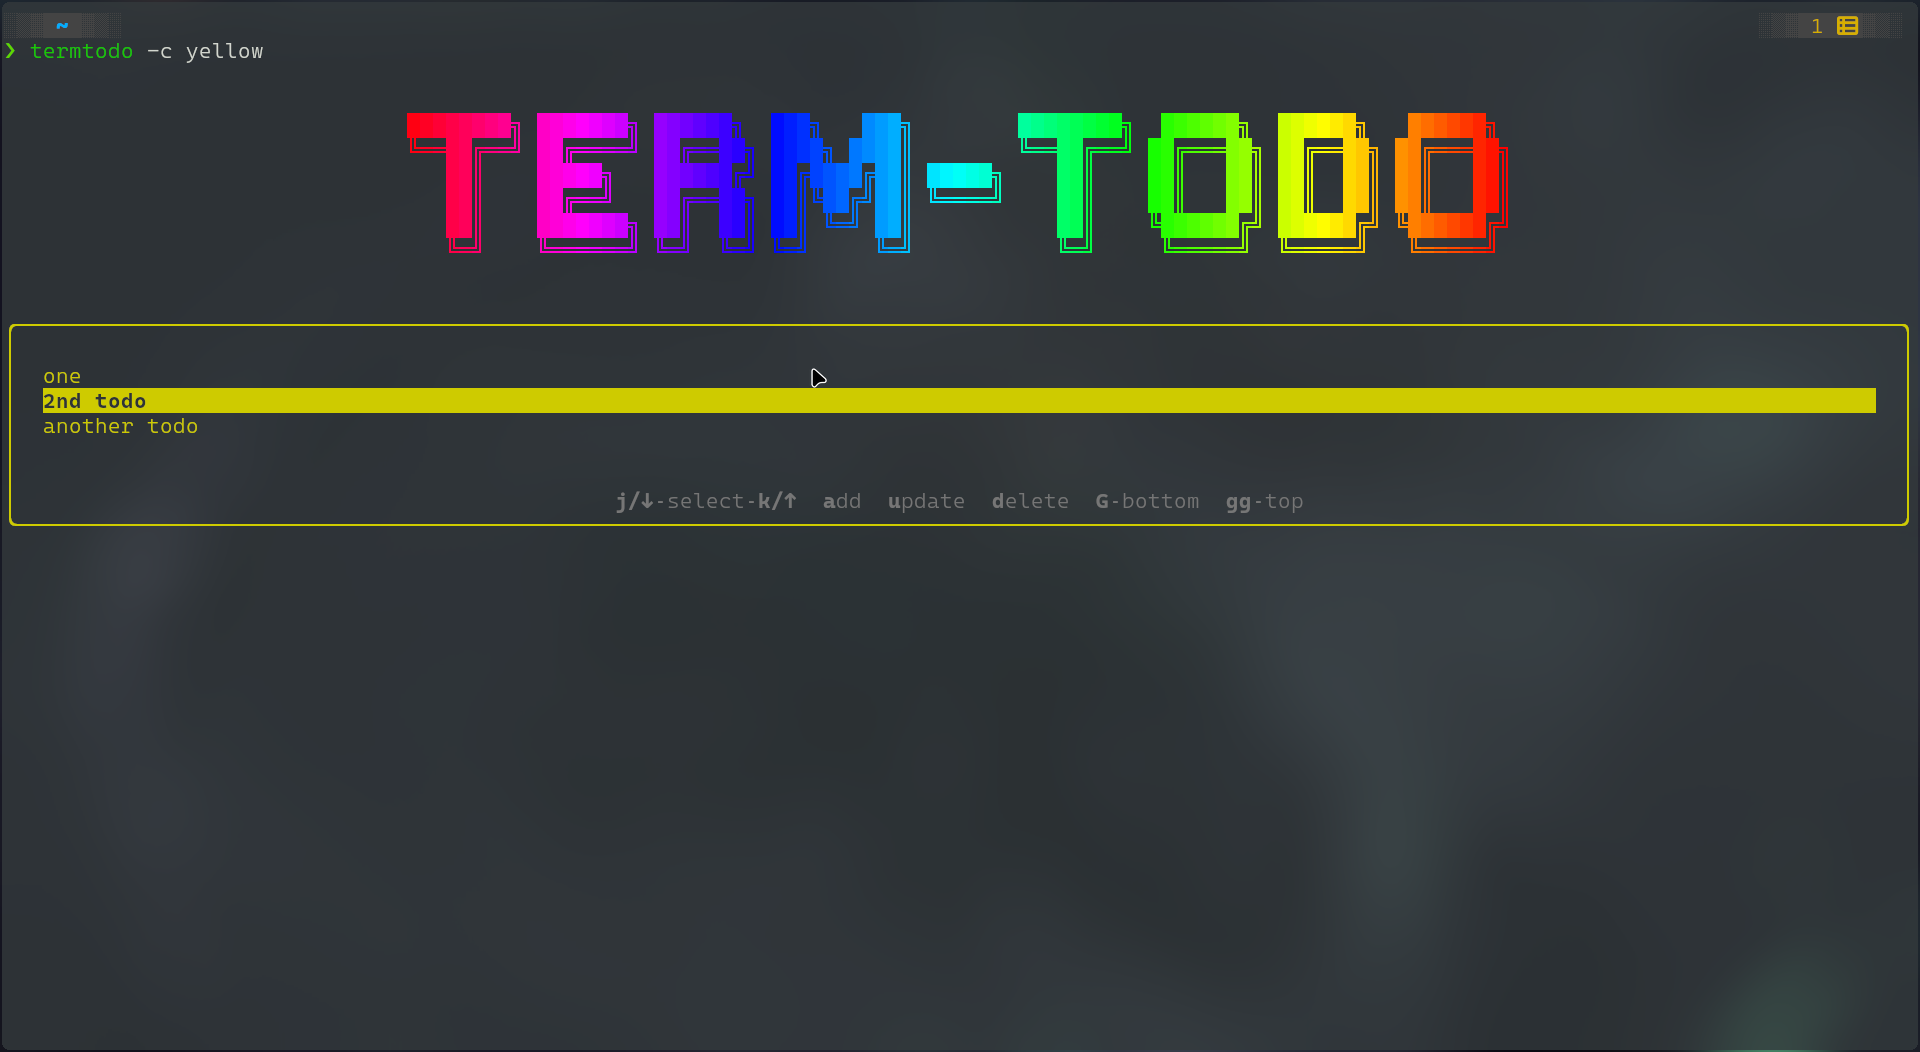 ~ 1
❯ termtodo -c yellow
TERM-TODO
one
2nd todo
another todo
j/↓-select-k/↑ add update delete G-bottom gg-top